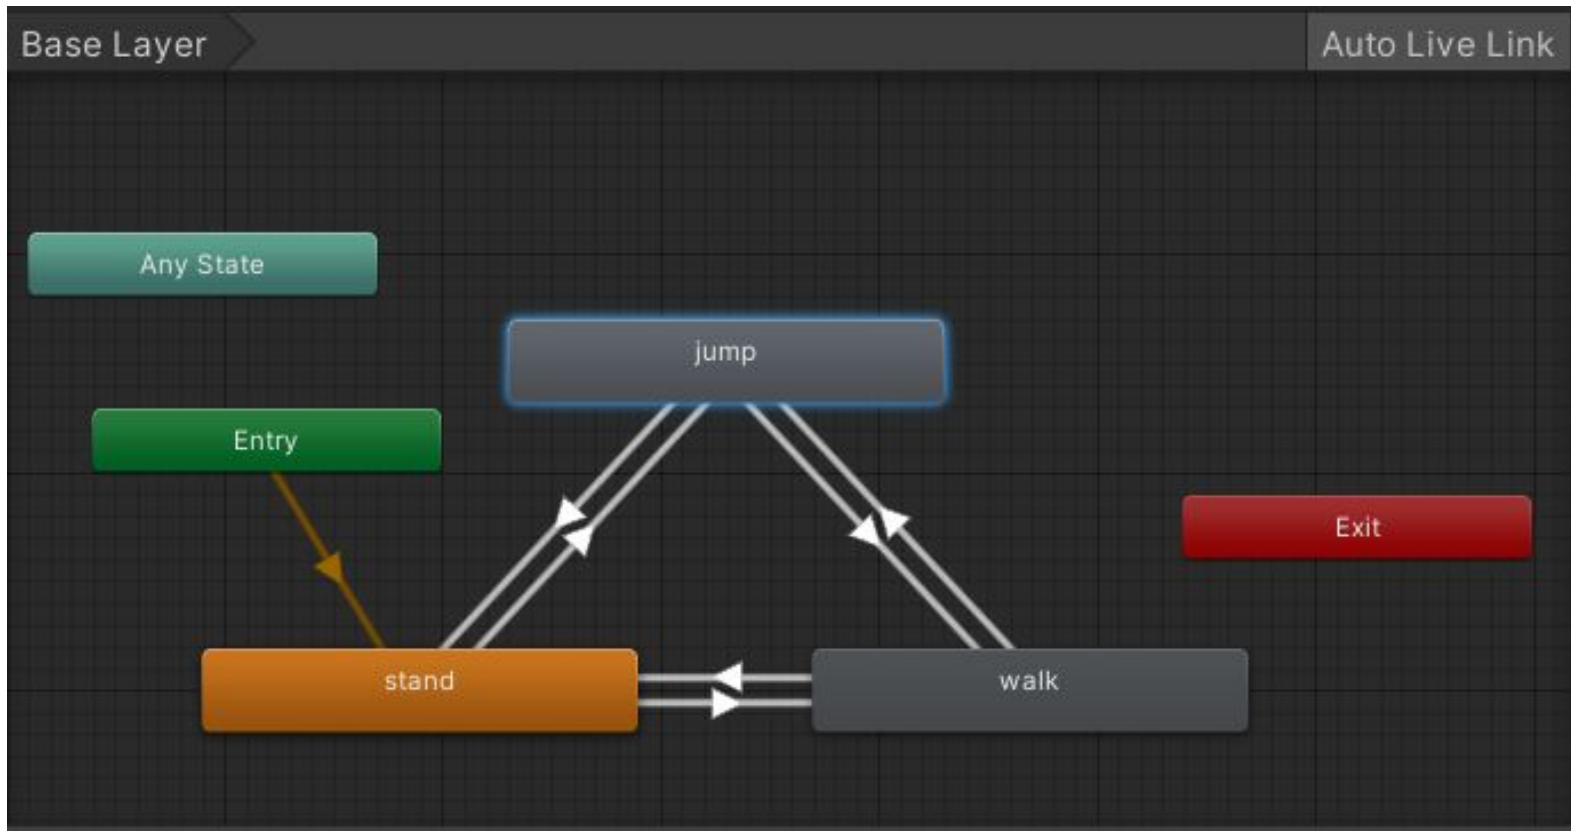 Base Layer
Auto Live Link
Any State
jump
Entry
Exit
stand
walk